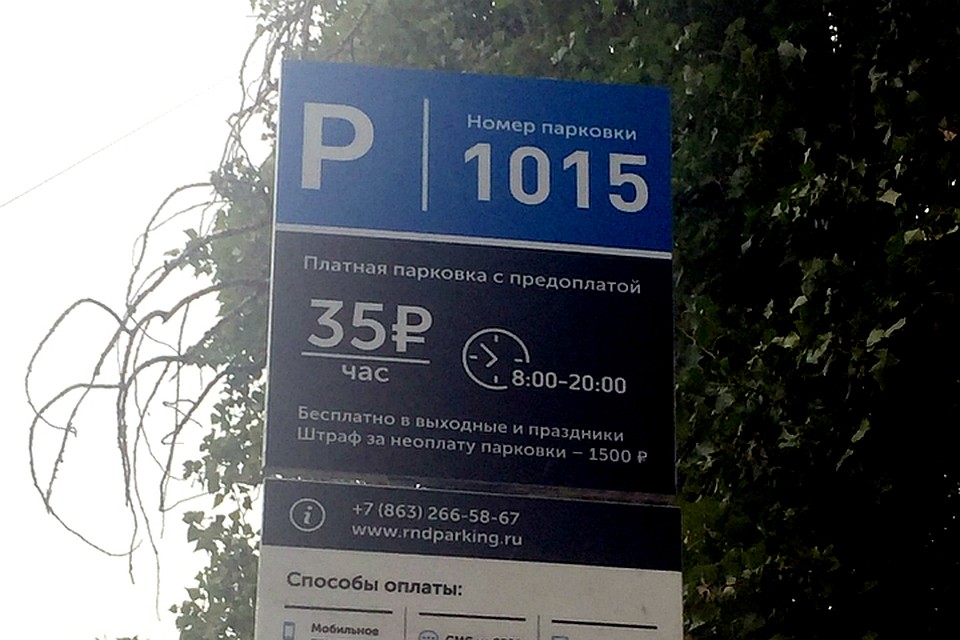 P
Номер парковки
1015
Платная парковка с предоплатой
35₽
час
8:00–20:00
Бесплатно в выходные и праздники
Штраф за неоплату парковки – 1500 ₽
i
+7 (863) 266-58-67
www.rndparking.ru
Способы оплаты:
Мобильное